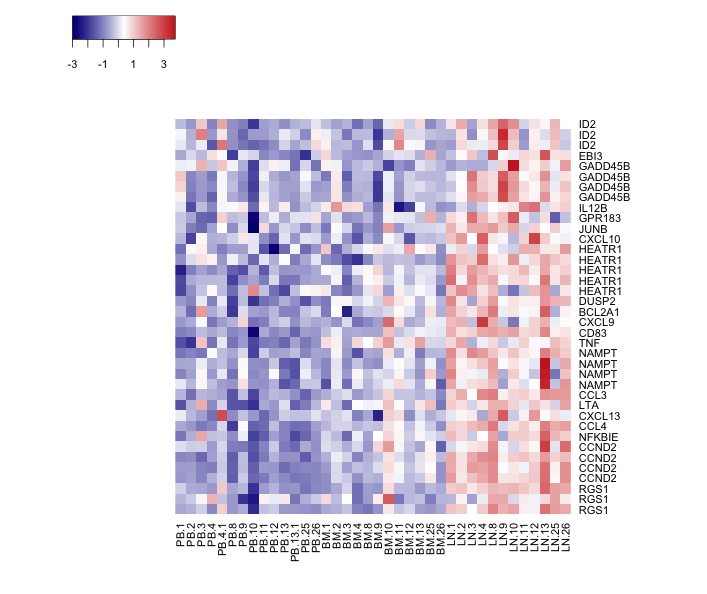 -3 -1 1 3
ID2
ID2
ID2
EBI3
GADD45B
GADD45B
GADD45B
GADD45B
IL12B
GPR183
JUNB
CXCL10
HEATR1
HEATR1
HEATR1
HEATR1
HEATR1
DUSP2
BCL2A1
CXCL9
CD83
TNF
NAMPT
NAMPT
NAMPT
NAMPT
CCL3
LTA
CXCL13
CCL4
NFKBIE
CCND2
CCND2
CCND2
CCND2
RGS1
RGS1
RGS1
PB.1
PB.2
PB.3
PB.4
PB.4.1
PB.8
PB.9
PB.10
PB.11
PB.12
PB.13
PB.13.1
PB.25
PB.26
BM.1
BM.2
BM.3
BM.4
BM.8
BM.9
BM.10
BM.11
BM.12
BM.13
BM.25
BM.26
LN.1
LN.2
LN.3
LN.4
LN.8
LN.9
LN.10
LN.11
LN.12
LN.13
LN.25
LN.26